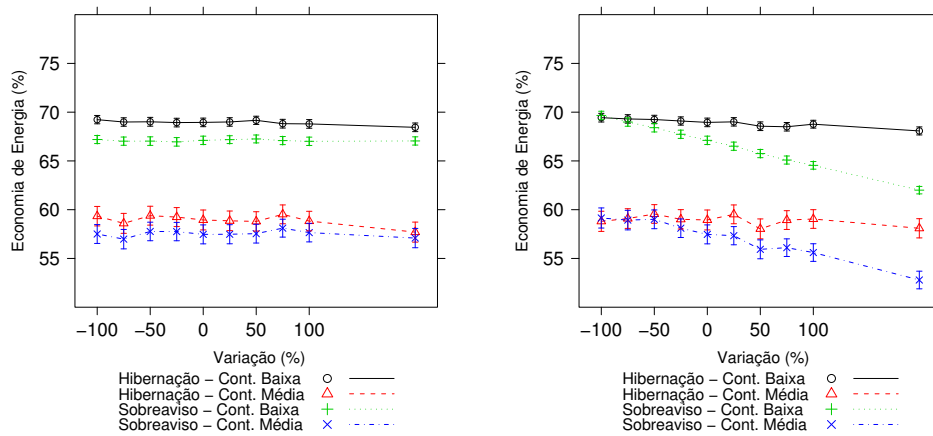 Economia de Energia (%)
75
70
65
60
55
−100
−50
0
50
100
Variação (%)
Hibernação − Cont. Baixa
Hibernação − Cont. Média
Sobreaviso − Cont. Baixa
Sobreaviso − Cont. Média
Economia de Energia (%)
75
70
65
60
55
−100
−50
0
50
100
Variação (%)
Hibernação − Cont. Baixa
Hibernação − Cont. Média
Sobreaviso − Cont. Baixa
Sobreaviso − Cont. Média